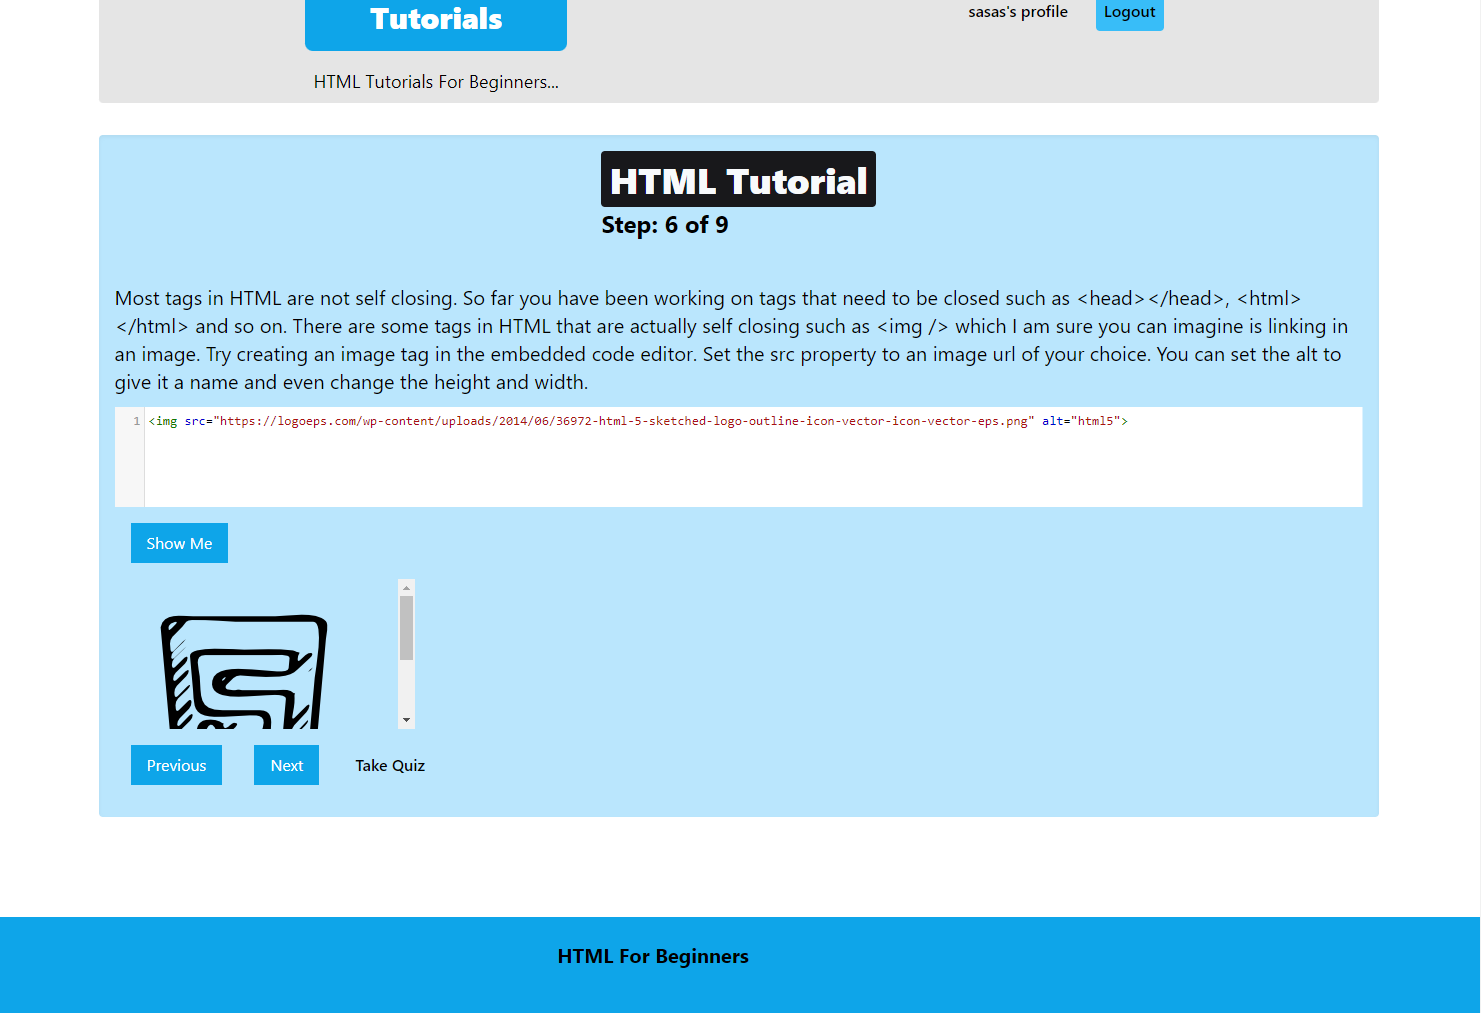 Tutorials
sasas's profile
Logout
HTML Tutorials For Beginners...
HTML Tutorial
Step: 6 of 9
Most tags in HTML are not self closing. So far you have been working on tags that need to be closed such as <head></head>, <html>
</html> and so on. There are some tags in HTML that are actually self closing such as <img /> which I am sure you can imagine is linking in
an image. Try creating an image tag in the embedded code editor. Set the src property to an image url of your choice. You can set the alt to
give it a name and even change the height and width.
1 <img src="https://logoeps.com/wp-content/uploads/2014/06/36972-html-5-sketched-logo-outline-icon-vector-icon-vector-eps.png" alt="html5">
Show Me
Previous
Next
Take Quiz
HTML For Beginners